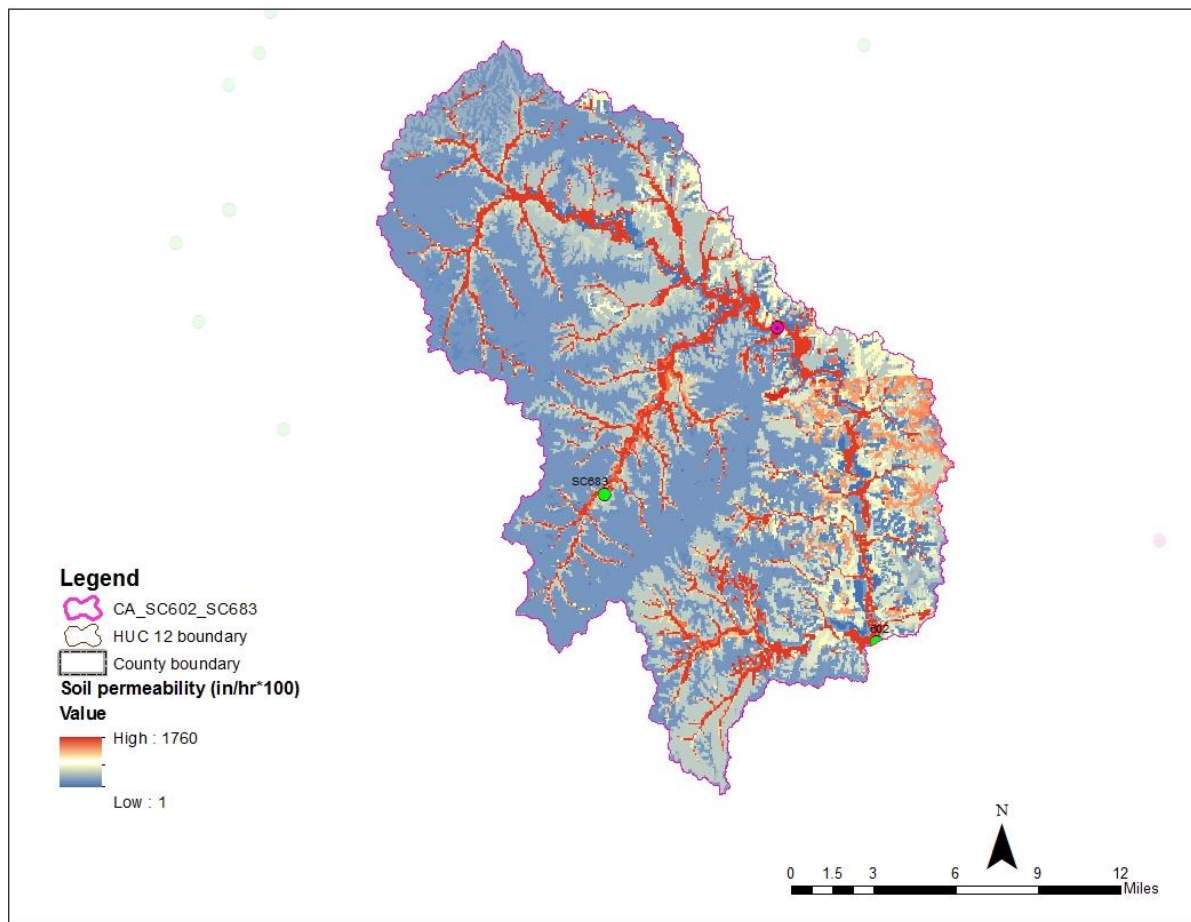 SC683
602
Legend
CA_SC602_SC683
HUC 12 boundary
County boundary
Soil permeability (in/hr*100)
Value
High : 1760
Low : 1
N
0 1.5 3 6 9 12
Miles